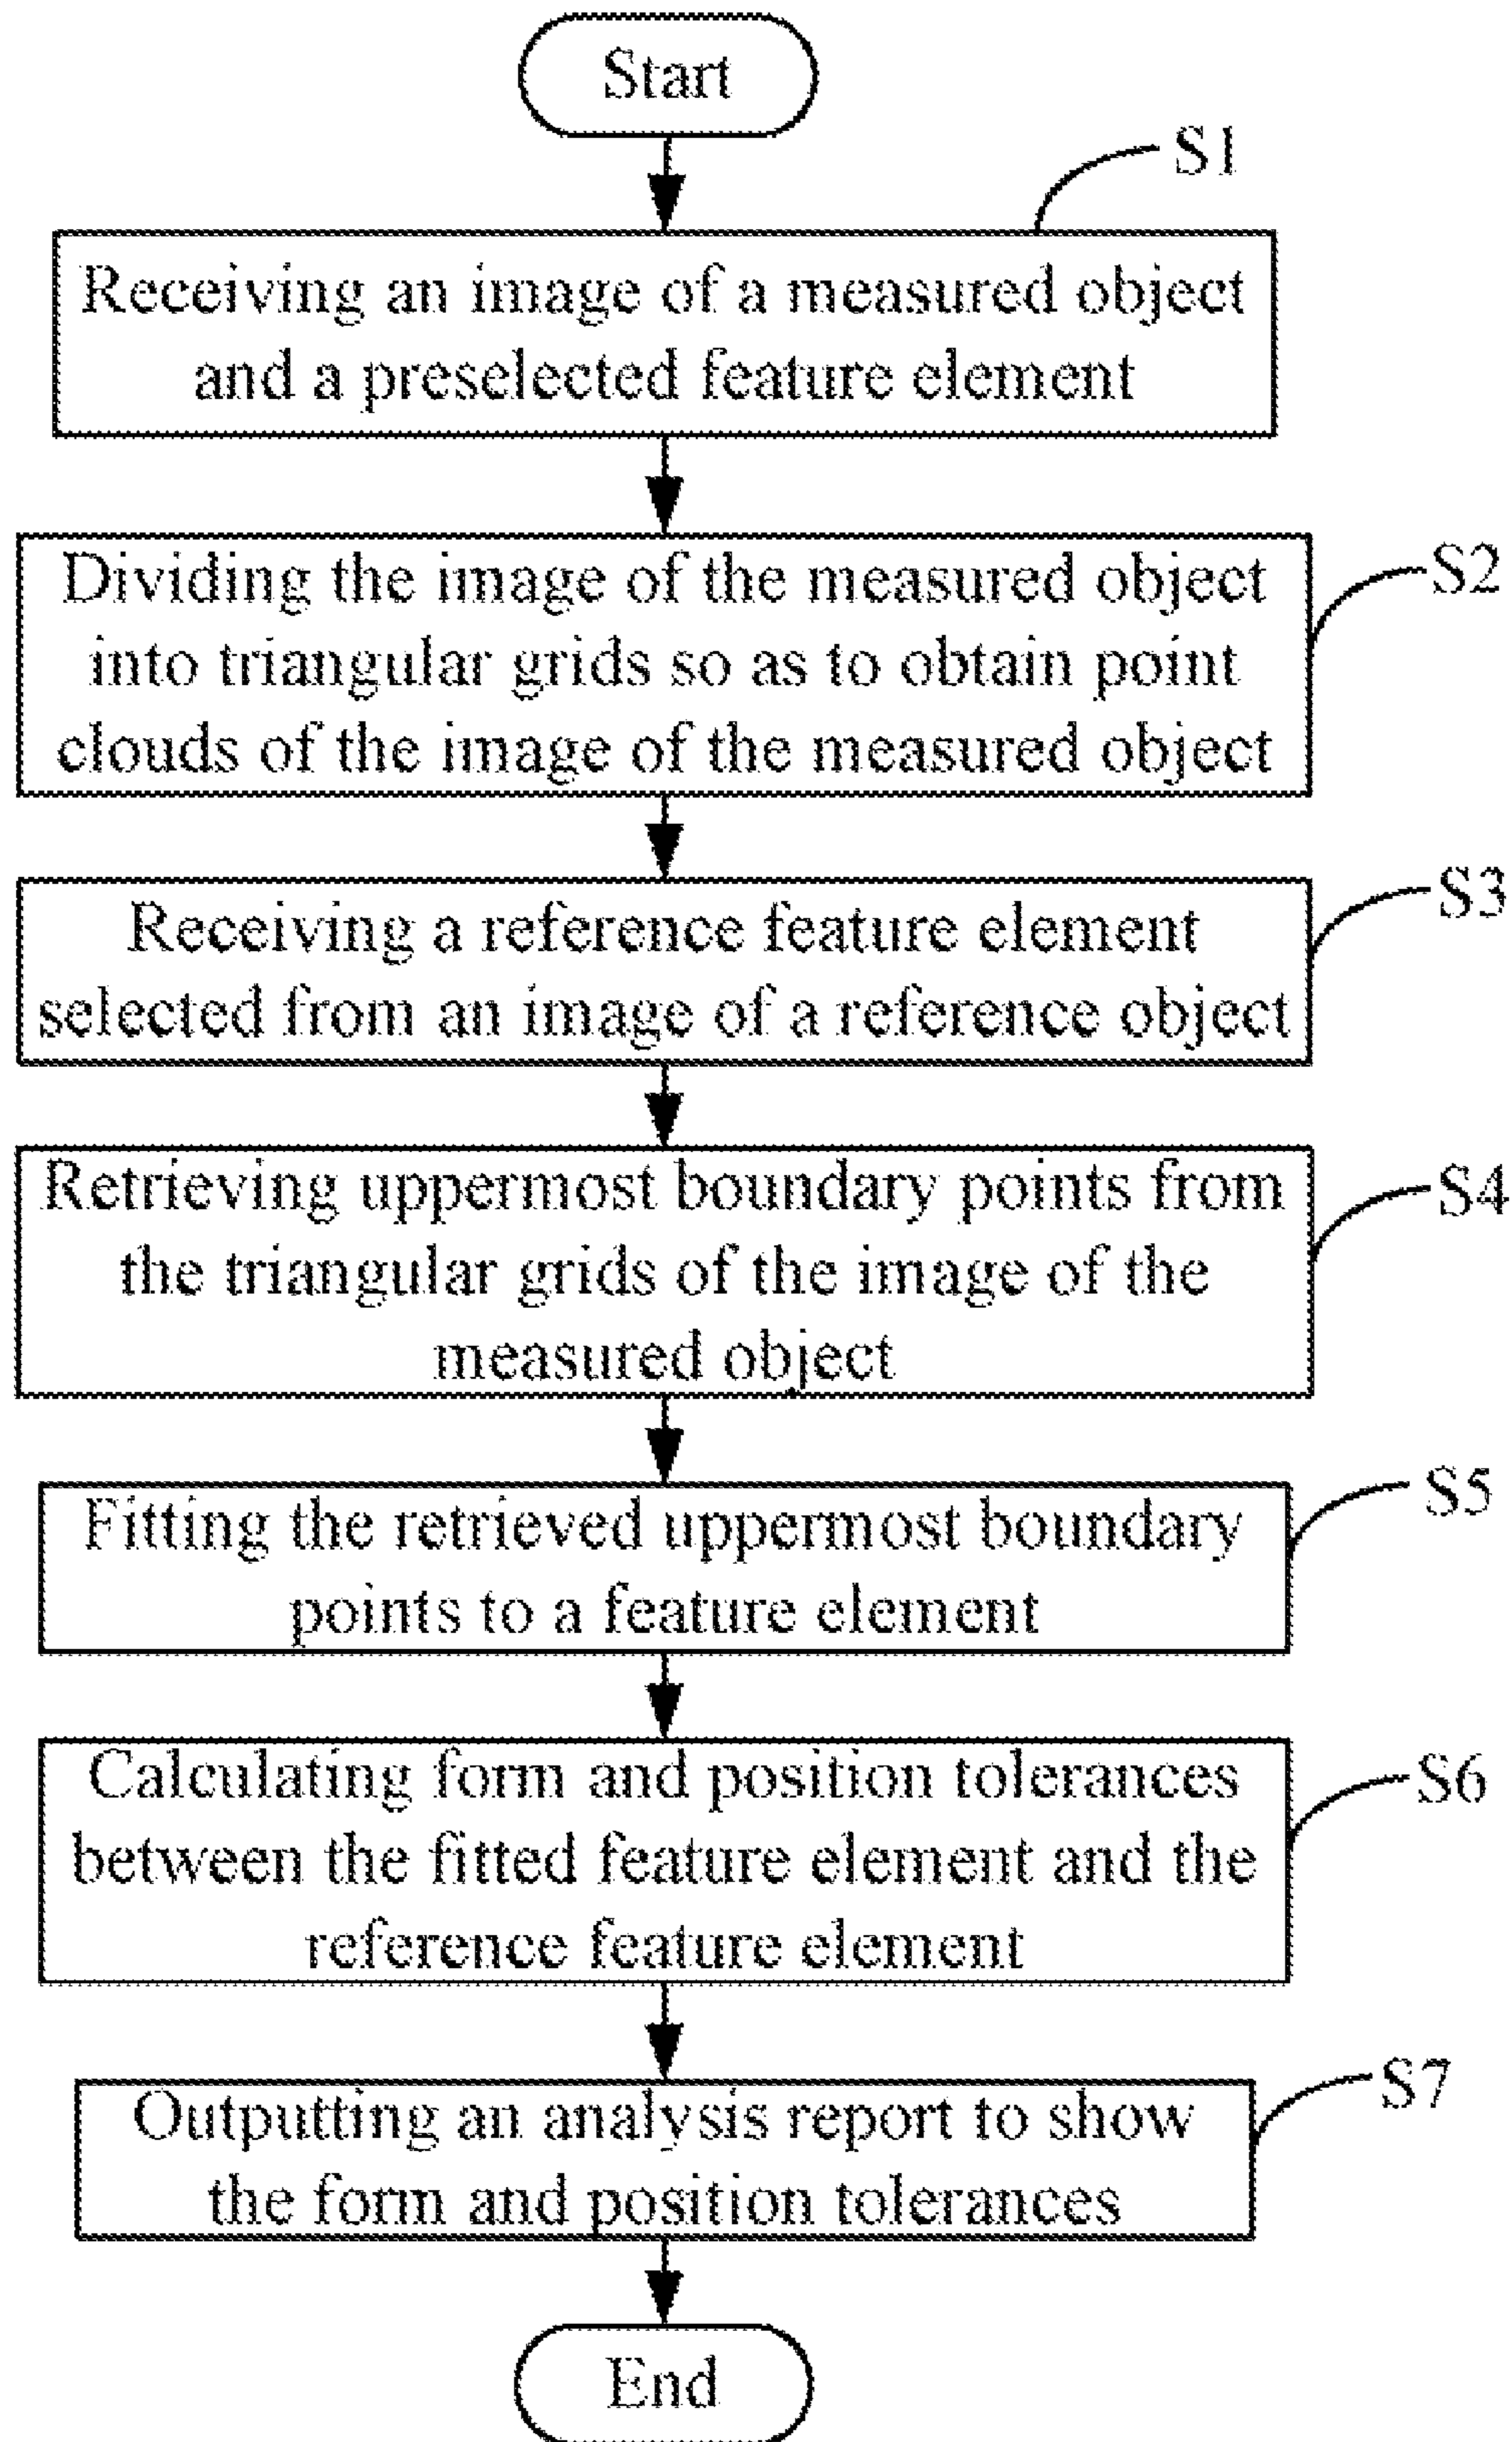 Start
S1
Receiving an image of a measured object
and a preselected feature element
Dividing the image of the measured object
into triangular grids so as to obtain point
clouds of the image of the measured object
S2
Receiving a reference feature element
selected from an image of a reference object
S3
Retrieving uppermost boundary points from
the triangular grids of the image of the
measured object
S4
Fitting the retrieved uppermost boundary
points to a feature element
S5
Calculating form and position tolerances
between the fitted feature element and the
reference feature element
S6
Outputting an analysis report to show
the form and position tolerances
S7
End